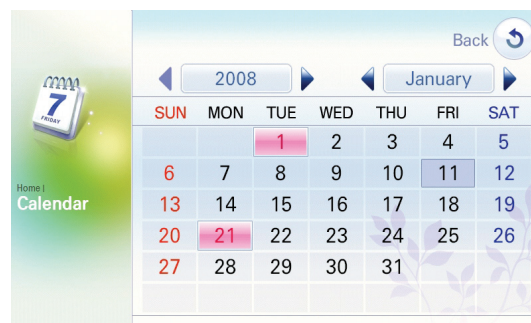 Back
2008 January
SUN MON TUE WED THU FRI SAT
1 2 3 4 5
6 7 8 9 10 11 12
13 14 15 16 17 18 19
20 21 22 23 24 25 26
27 28 29 30 31
7
FRIDAY
Home |
Calendar